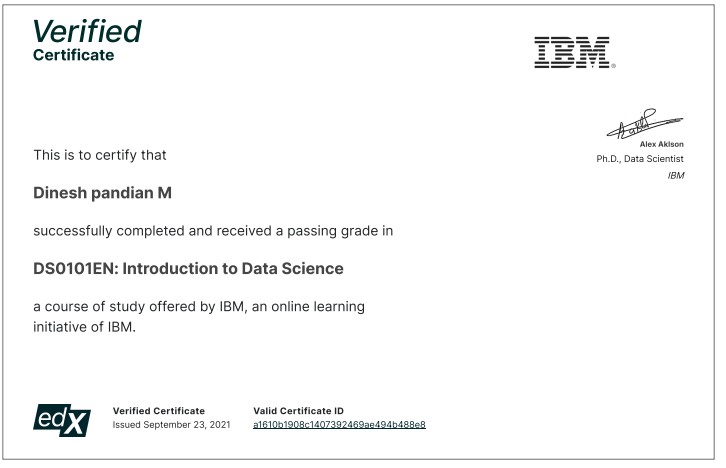 Verified
Certificate
IBM®
Alex Aklson
Ph.D., Data Scientist
IBM
This is to certify that
Dinesh pandian M
successfully completed and received a passing grade in
DS0101EN: Introduction to Data Science
a course of study offered by IBM, an online learning
initiative of IBM.
edX
Verified Certificate
Issued September 23, 2021
Valid Certificate ID
a1610b1908c1407392469ae494b488e8